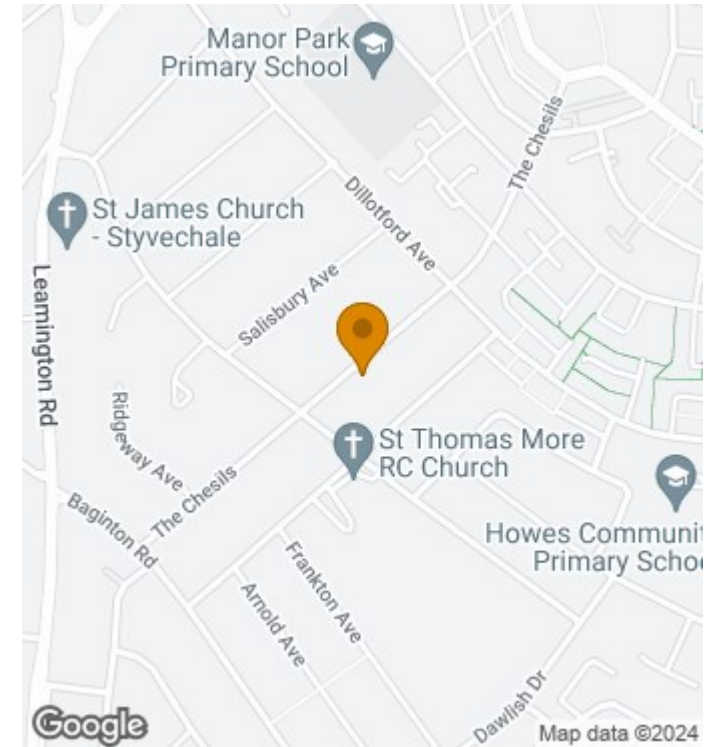 Manor Park
Primary School
The Chesils
Dillotford Ave
St James Church
- Styvechale
Leamington Rd
Salisbury Ave
Ridgeway Ave
The Chesils
St Thomas More
RC Church
Baginton Rd
Howes Communit
Primary Schoo
Frankton Ave
Arnold Ave
Dawlish Dr
Google
Map data ©2024